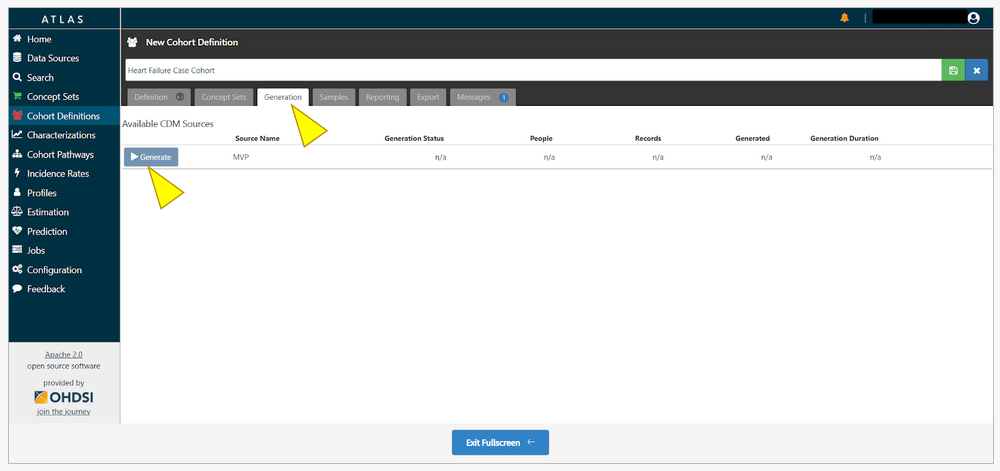 ATLAS
Home
Data Sources
Search
Concept Sets
Cohort Definitions
Characterizations
Cohort Pathways
Incidence Rates
Profiles
Estimation
Prediction
Jobs
Configuration
Feedback
Apache 2.0
open source software
provided by
OHDSI
join the journey
New Cohort Definition
Heart Failure Case Cohort
Definition Concept Sets Generation Samples Reporting Export Messages 1
Available CDM Sources
Source Name Generation Status People Records Generated Generation Duration
Generate MVP n/a n/a n/a n/a n/a
Exit Fullscreen